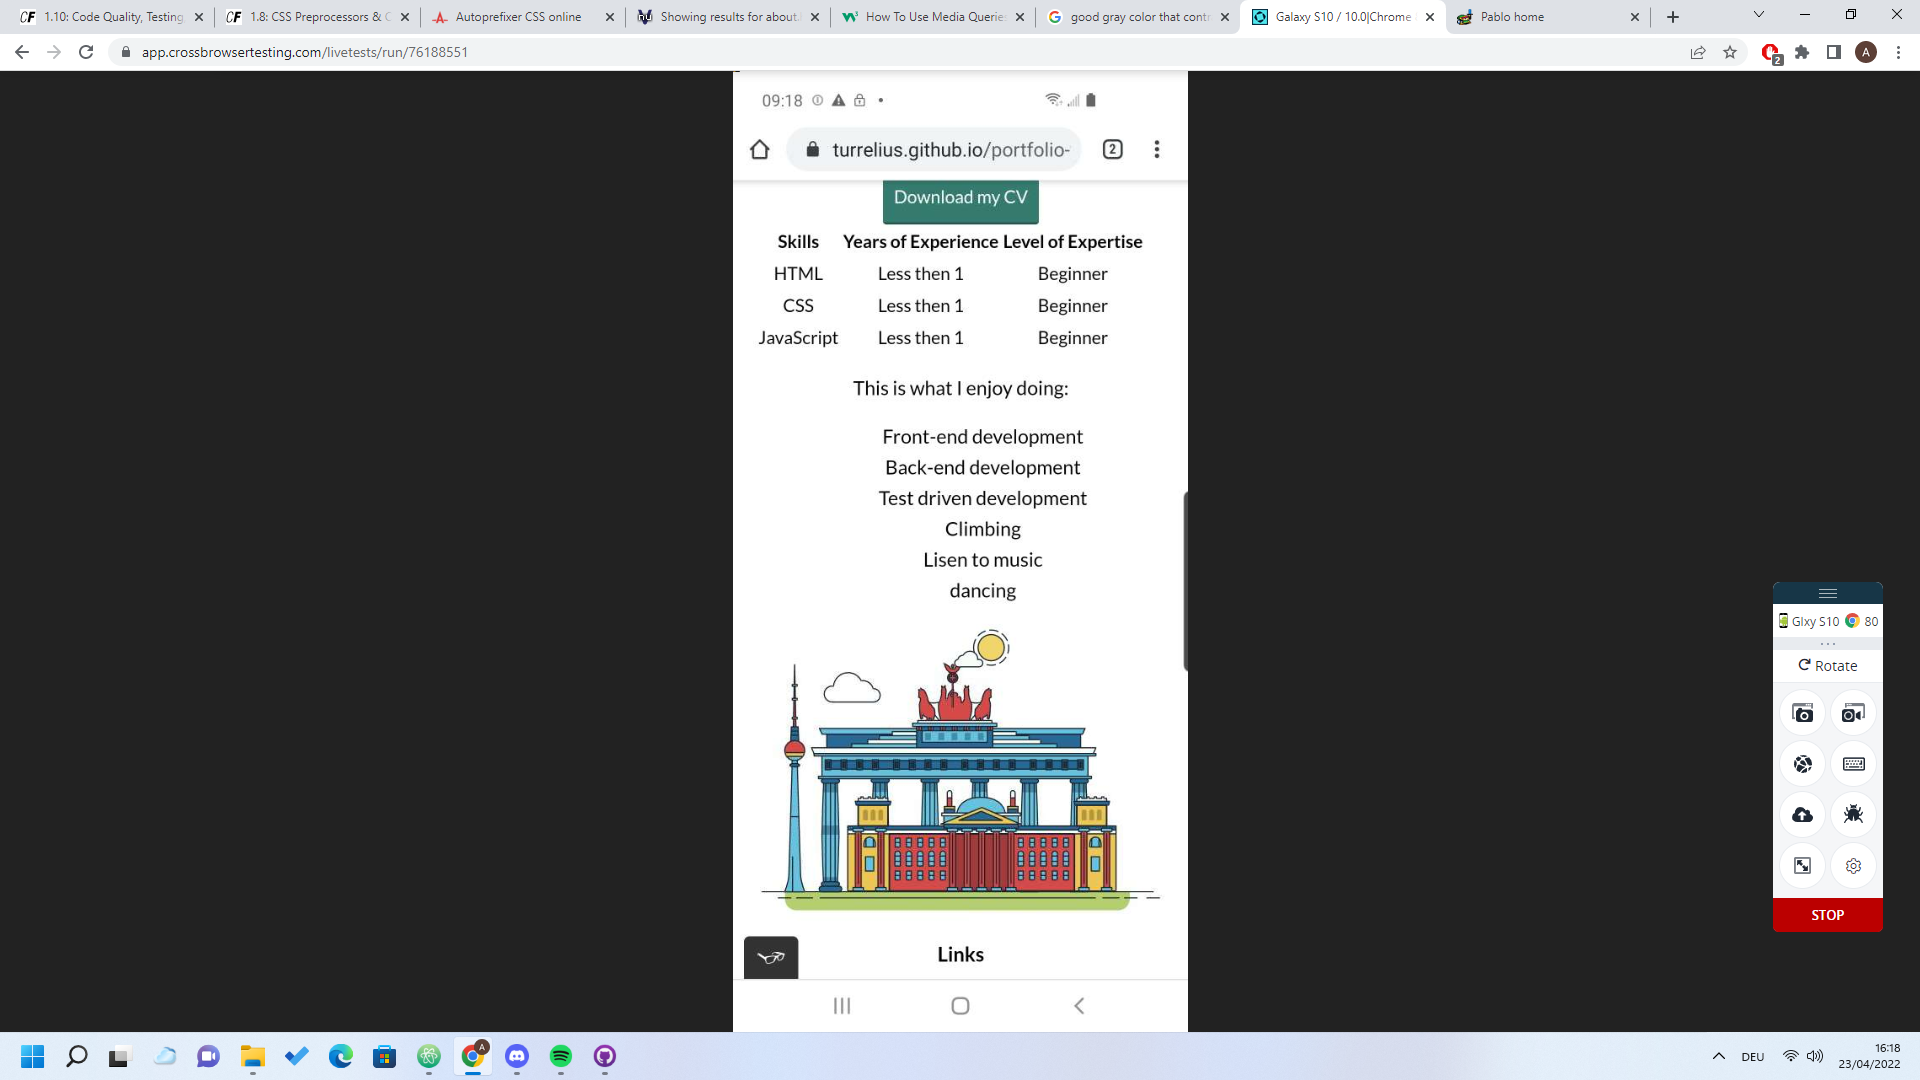 1.10: Code Quality, Testing,
1.8: CSS Preprocessors & C
Autoprefixer CSS online
Showing results for about.
How To Use Media Querie
good gray color that contr
Galaxy S10 / 10.0|Chrome
Pablo home
app.crossbrowsertesting.com/livetests/run/76188551
2
A
09:18
turrelius.github.io/portfolio-
2
Download my CV
Skills Years of Experience Level of Expertise
HTML Less then 1 Beginner
CSS Less then 1 Beginner
JavaScript Less then 1 Beginner
This is what I enjoy doing:
Front-end development
Back-end development
Test driven development
Climbing
Lisen to music
dancing
Links
Glxy S10 80
Rotate
STOP
A
DEU
16:18
23/04/2022